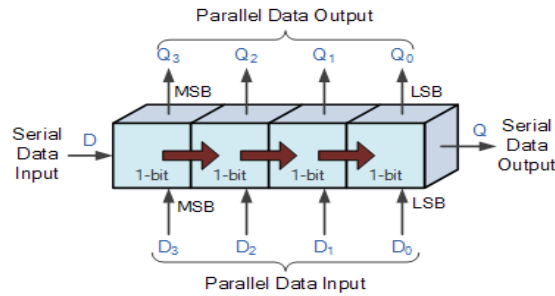 Parallel Data Output
Q3 Q2 Q1 Q0
MSB LSB
Serial Data Input D
Q Serial Data Output
1-bit 1-bit 1-bit 1-bit
MSB LSB
D3 D2 D1 D0
Parallel Data Input